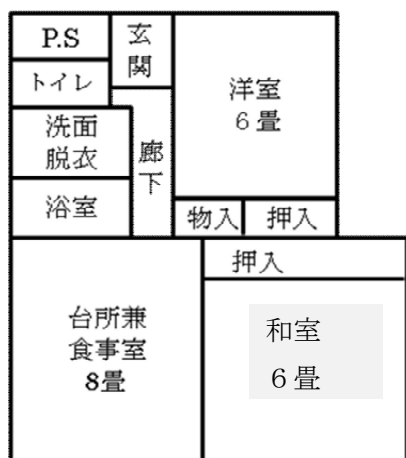 P.S
玄
関
トイレ
洋室
6畳
洗面
脱衣
廊
下
浴室
物入
押入
押入
台所兼
食事室
8畳
和室
６畳